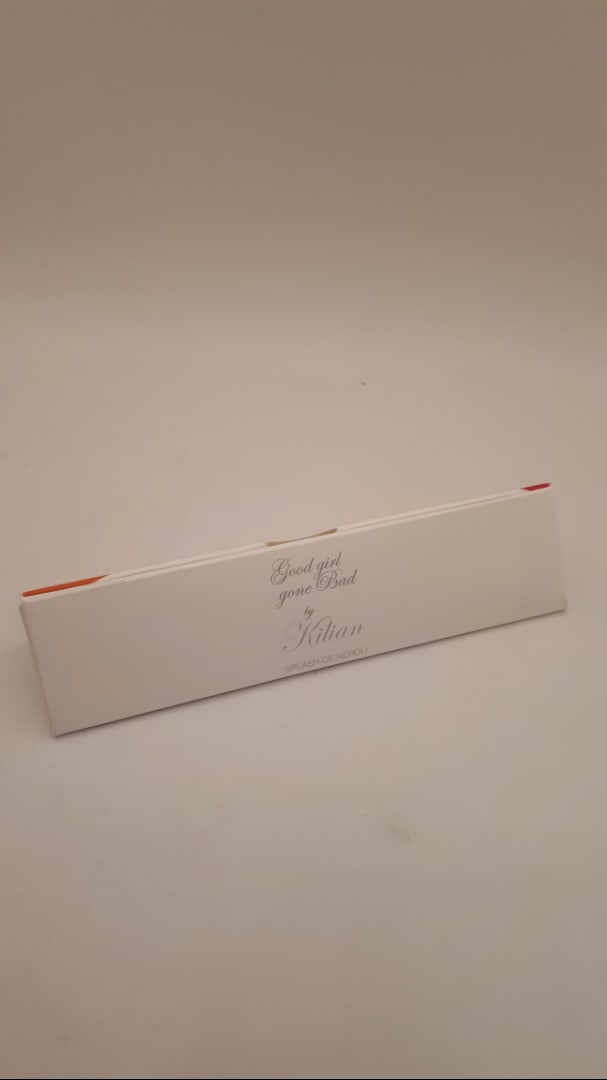 Good girl
gone Bad
by
Kilian
SPLASH OF NEROLI